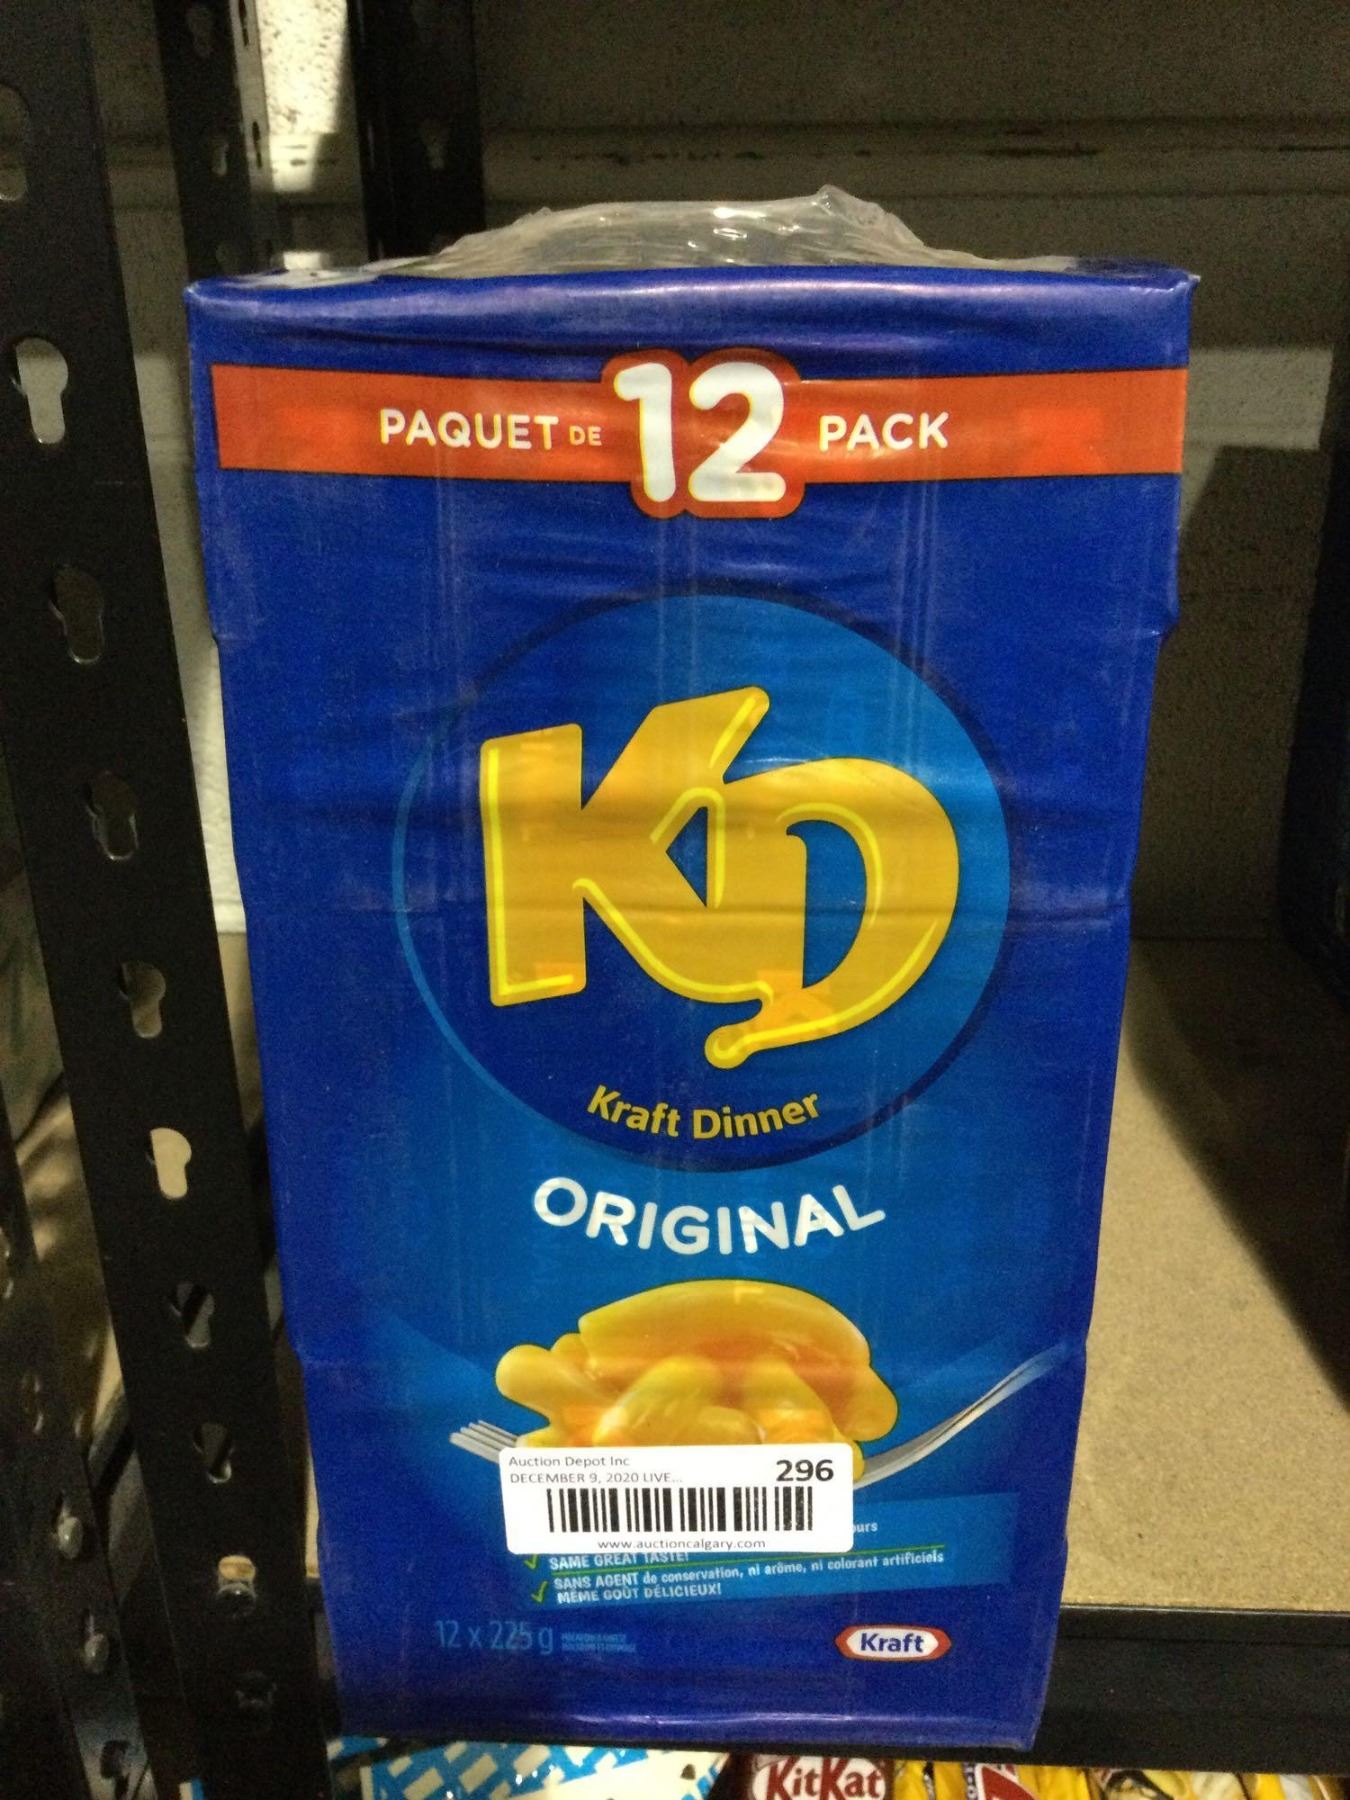 PAQUET DE 12 PACK
KD
Kraft Dinner
ORIGINAL
Auction Depot Inc
DECEMBER 9, 2020 LIVE...
296
www.auctioncalgary.com
SAME GREAT TASTE!
SANS AGENT de conservation, ni arôme, ni colorant artificiels
MÊME GOÛT DÉLICIEUX!
12 x 225 g
Kraft
KitKat